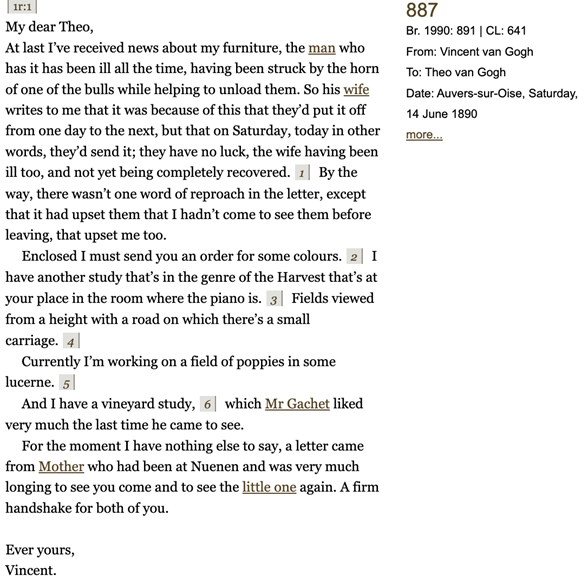 1r:1
My dear Theo,
At last I've received news about my furniture, the man who
has it has been ill all the time, having been struck by the horn
of one of the bulls while helping to unload them. So his wife
writes to me that it was because of this that they'd put it off
from one day to the next, but that on Saturday, today in other
words, they'd send it; they have no luck, the wife having been
ill too, and not yet being completely recovered. 1 By the
way, there wasn't one word of reproach in the letter, except
that it had upset them that I hadn't come to see them before
leaving, that upset me too.
Enclosed I must send you an order for some colours. 2 I
have another study that's in the genre of the Harvest that's at
your place in the room where the piano is. 3 Fields viewed
from a height with a road on which there's a small
carriage. 4
Currently I'm working on a field of poppies in some
lucerne. 5
And I have a vineyard study, 6 which Mr Gachet liked
very much the last time he came to see.
For the moment I have nothing else to say, a letter came
from Mother who had been at Nuenen and was very much
longing to see you come and to see the little one again. A firm
handshake for both of you.
Ever yours,
Vincent.
887
Br. 1990: 891 | CL: 641
From: Vincent van Gogh
To: Theo van Gogh
Date: Auvers-sur-Oise, Saturday,
14 June 1890
more...